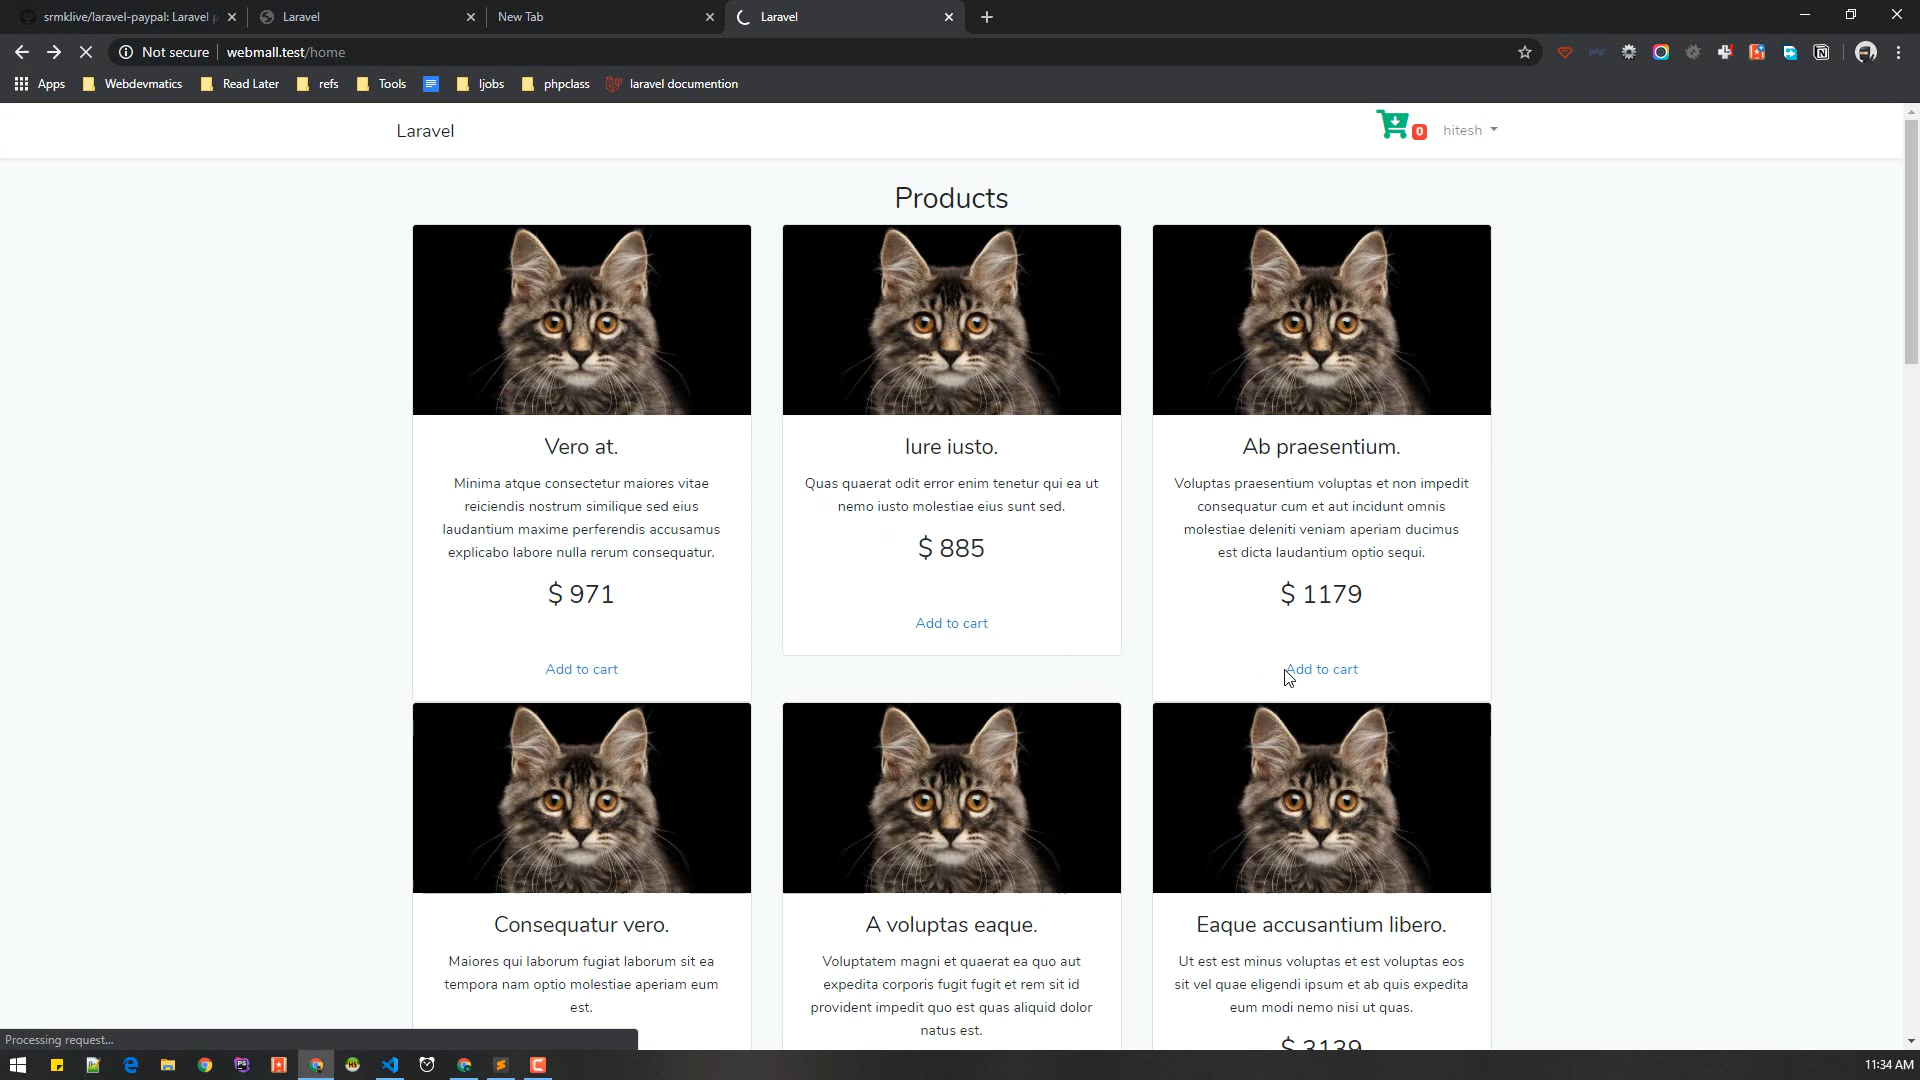 srmklive/laravel-paypal: Laravel p
Laravel
New Tab
Laravel
Not secure
webmall.test/home
Apps
Webdevmatics
Read Later
refs
Tools
ljobs
phpclass
laravel documention
Laravel
0
hitesh
Products
Vero at.
Minima atque consectetur maiores vitae
reiciendis nostrum similique sed eius
laudantium maxime perferendis accusamus
explicabo labore nulla rerum consequatur.
$ 971
Add to cart
Iure iusto.
Quas quaerat odit error enim tenetur qui ea ut
nemo iusto molestiae eius sunt sed.
$ 885
Add to cart
Ab praesentium.
Voluptas praesentium voluptas et non impedit
consequatur cum et aut incidunt omnis
molestiae deleniti veniam aperiam ducimus
est dicta laudantium optio sequi.
$ 1179
Add to cart
Consequatur vero.
Maiores qui laborum fugiat laborum sit ea
tempora nam optio molestiae aperiam eum
est.
A voluptas eaque.
Voluptatem magni et quaerat ea quo aut
expedita corporis fugit fugit et rem sit id
provident impedit quo est quas aliquid dolor
natus est.
Eaque accusantium libero.
Ut est est minus voluptas et est voluptas eos
sit vel quae eligendi ipsum et ab quis expedita
eum modi nemo nisi ut quas.
$ 3139
Processing request...
11:34 AM